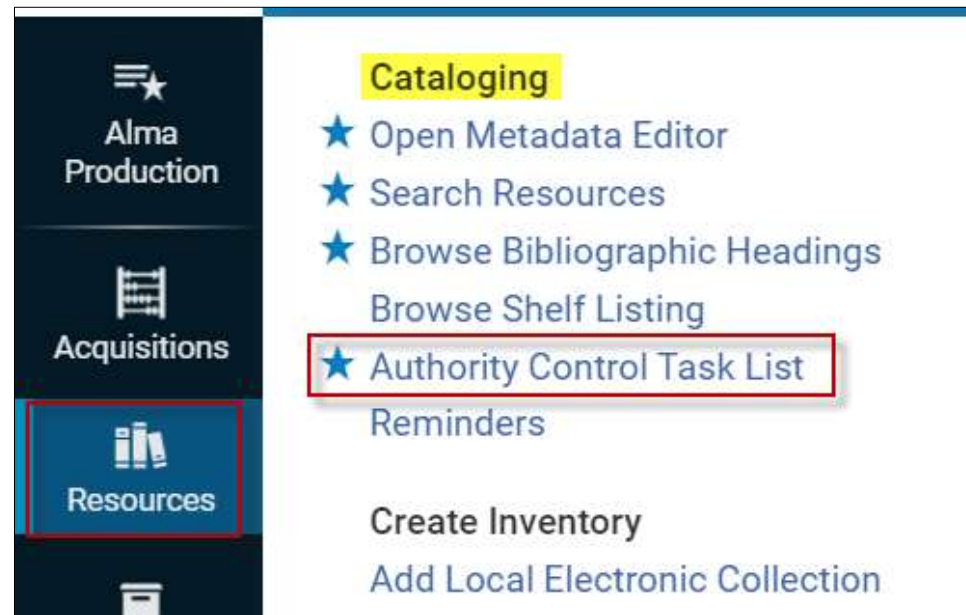 Alma
Production
Acquisitions
Resources
Cataloging
Open Metadata Editor
Search Resources
Browse Bibliographic Headings
Browse Shelf Listing
Authority Control Task List
Reminders
Create Inventory
Add Local Electronic Collection